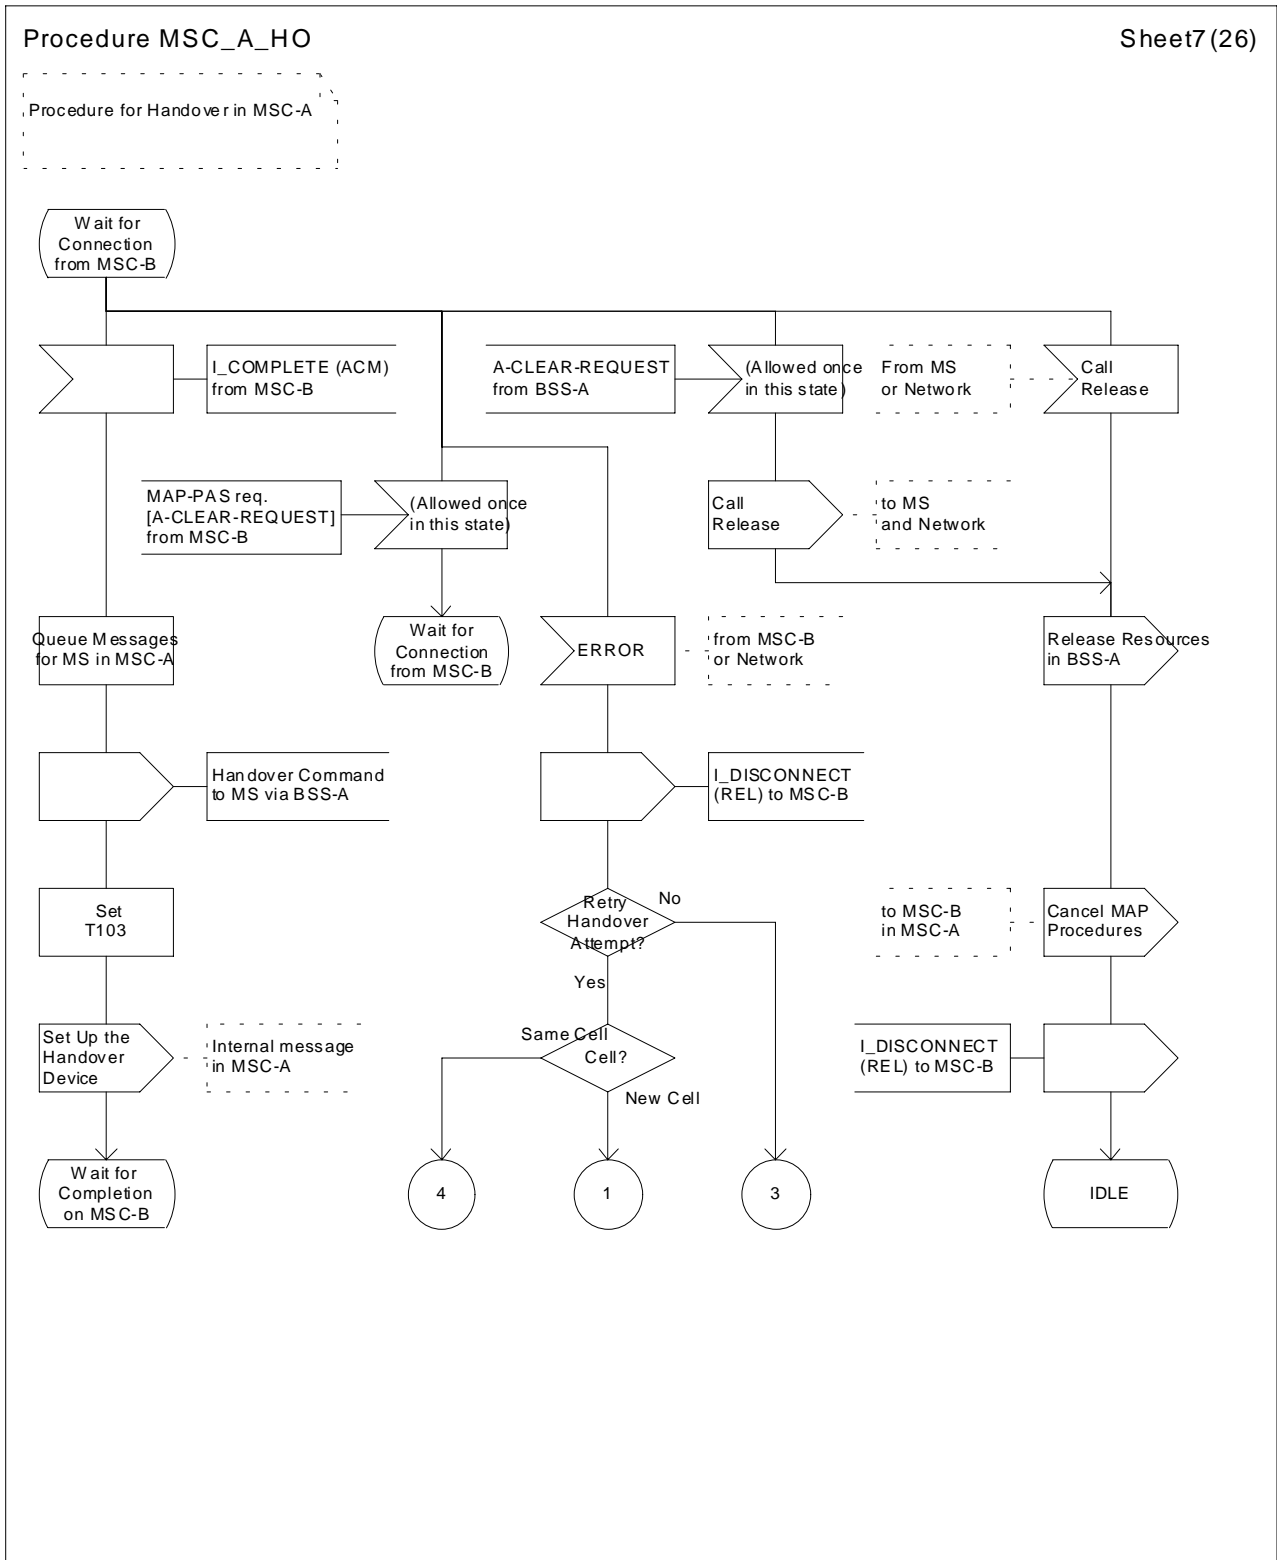 Procedure MSC_A_HO
Sheet7(26)
Procedure for Handover in MSC-A
Wait for
Connection
from MSC-B
I_COMPLETE (ACM)
from MSC-B
A-CLEAR-REQUEST
from BSS-A
(Allowed once
in this state)
From MS
or Network
Call
Release
MAP-PAS req.
[A-CLEAR-REQUEST]
from MSC-B
(Allowed once
in this state)
Call
Release
to MS
and Network
Queue Messages
for MS in MSC-A
Wait for
Connection
from MSC-B
ERROR
from MSC-B
or Network
Release Resources
in BSS-A
Handover Command
to MS via BSS-A
I_DISCONNECT
(REL) to MSC-B
Set
T103
Retry
Handover
Attempt?
No
Yes
to MSC-B
in MSC-A
Cancel MAP
Procedures
Set Up the
Handover
Device
Internal message
in MSC-A
Same Cell
Cell?
New Cell
I_DISCONNECT
(REL) to MSC-B
Wait for
Completion
on MSC-B
4
1
3
IDLE